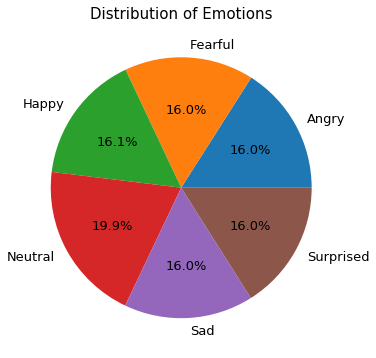 Distribution of Emotions
Fearful
Happy
Angry
16.0%
16.1%
16.0%
19.9%
16.0%
16.0%
Neutral
Surprised
Sad